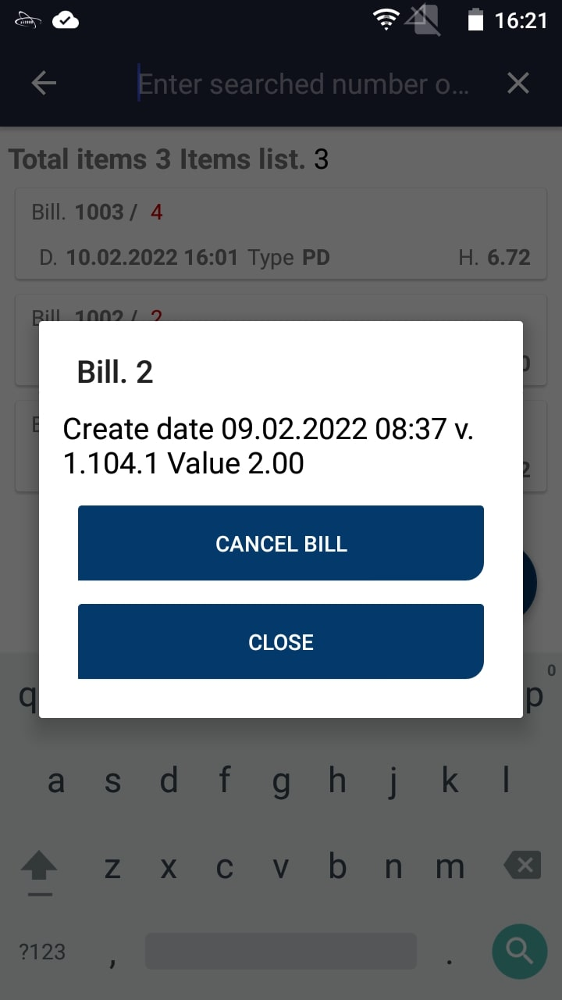 16:21
Enter searched number o...
Total items 3 Items list. 3
Bill. 1003 / 4
D. 10.02.2022 16:01 Type PD H. 6.72
Bill. 1002 / 2
Bill. 2
Create date 09.02.2022 08:37 v.
1.104.1 Value 2.00
CANCEL BILL
CLOSE
0
q p
a s d f g h j k l
z x c v b n m
?123 , .